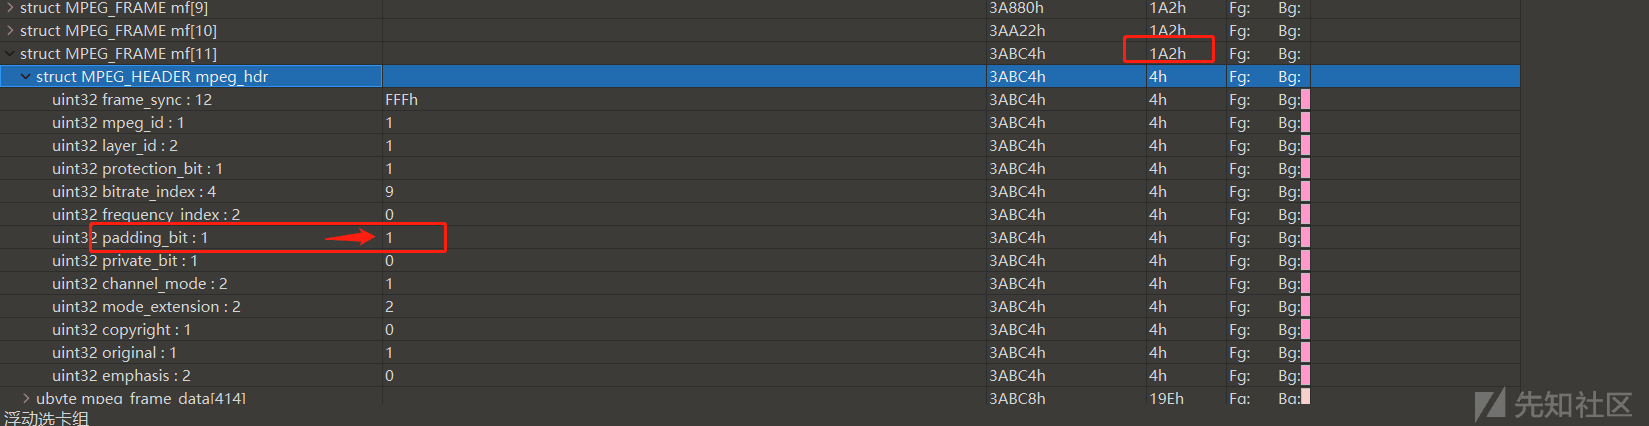 struct MPEG_FRAME mf[9] 3A880h 1A2h Fg: Bg:
struct MPEG_FRAME mf[10] 3AA22h 1A2h Fg: Bg:
struct MPEG_FRAME mf[11] 3ABC4h 1A2h Fg: Bg:
struct MPEG_HEADER mpeg_hdr 3ABC4h 4h Fg: Bg:
uint32 frame_sync : 12 FFFh 3ABC4h 4h Fg: Bg:
uint32 mpeg_id : 1 1 3ABC4h 4h Fg: Bg:
uint32 layer_id : 2 1 3ABC4h 4h Fg: Bg:
uint32 protection_bit : 1 1 3ABC4h 4h Fg: Bg:
uint32 bitrate_index : 4 9 3ABC4h 4h Fg: Bg:
uint32 frequency_index : 2 0 3ABC4h 4h Fg: Bg:
uint32 padding_bit : 1 1 3ABC4h 4h Fg: Bg:
uint32 private_bit : 1 0 3ABC4h 4h Fg: Bg:
uint32 channel_mode : 2 1 3ABC4h 4h Fg: Bg:
uint32 mode_extension : 2 2 3ABC4h 4h Fg: Bg:
uint32 copyright : 1 0 3ABC4h 4h Fg: Bg:
uint32 original : 1 1 3ABC4h 4h Fg: Bg:
uint32 emphasis : 2 0 3ABC4h 4h Fg: Bg:
ubyte mpeg_frame_data[414] 3ABC8h 19Eh Fg: Bg:
浮动选卡组
先知社区